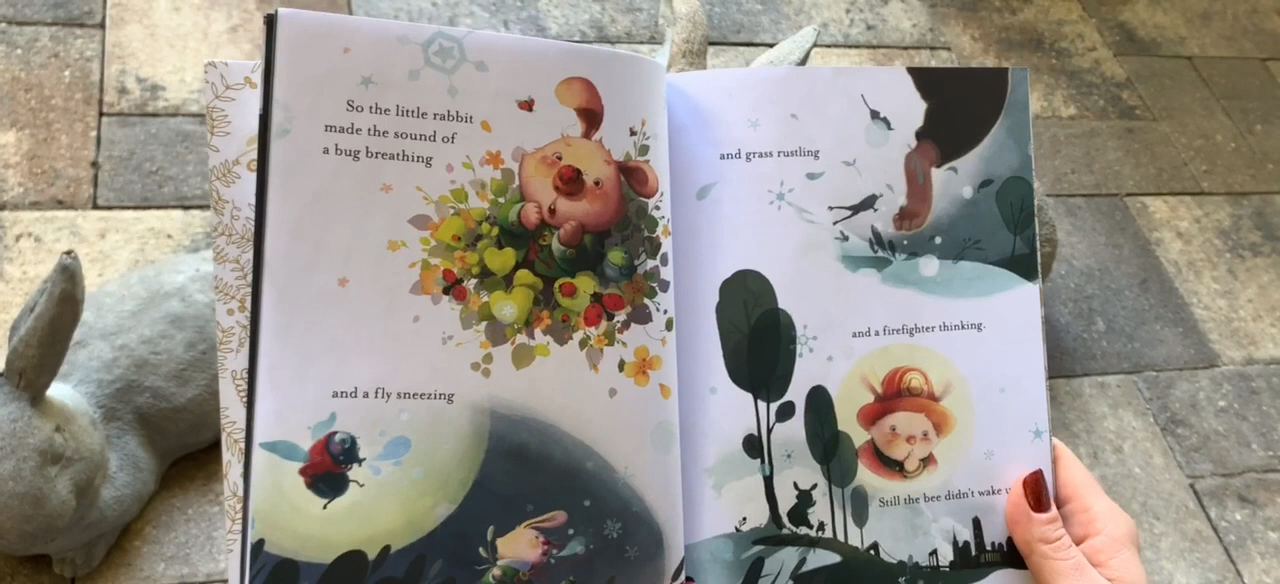 So the little rabbit
made the sound of
a bug breathing
and a fly sneezing
and grass rustling
and a firefighter thinking.
Still the bee didn't wake